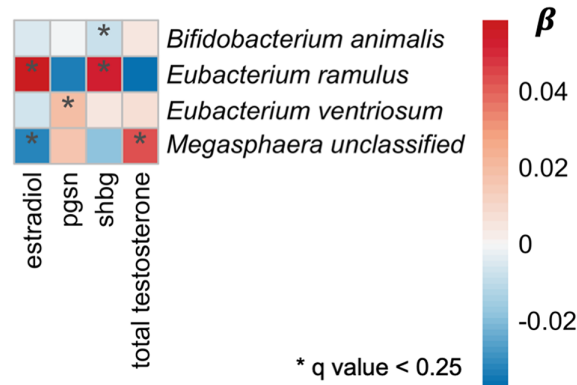 β
* Bifidobacterium animalis
* * Eubacterium ramulus
* Eubacterium ventriosum
* * Megasphaera unclassified
estradiol
pgsn
shbg
total testosterone
0.04
0.02
0
-0.02
* q value < 0.25